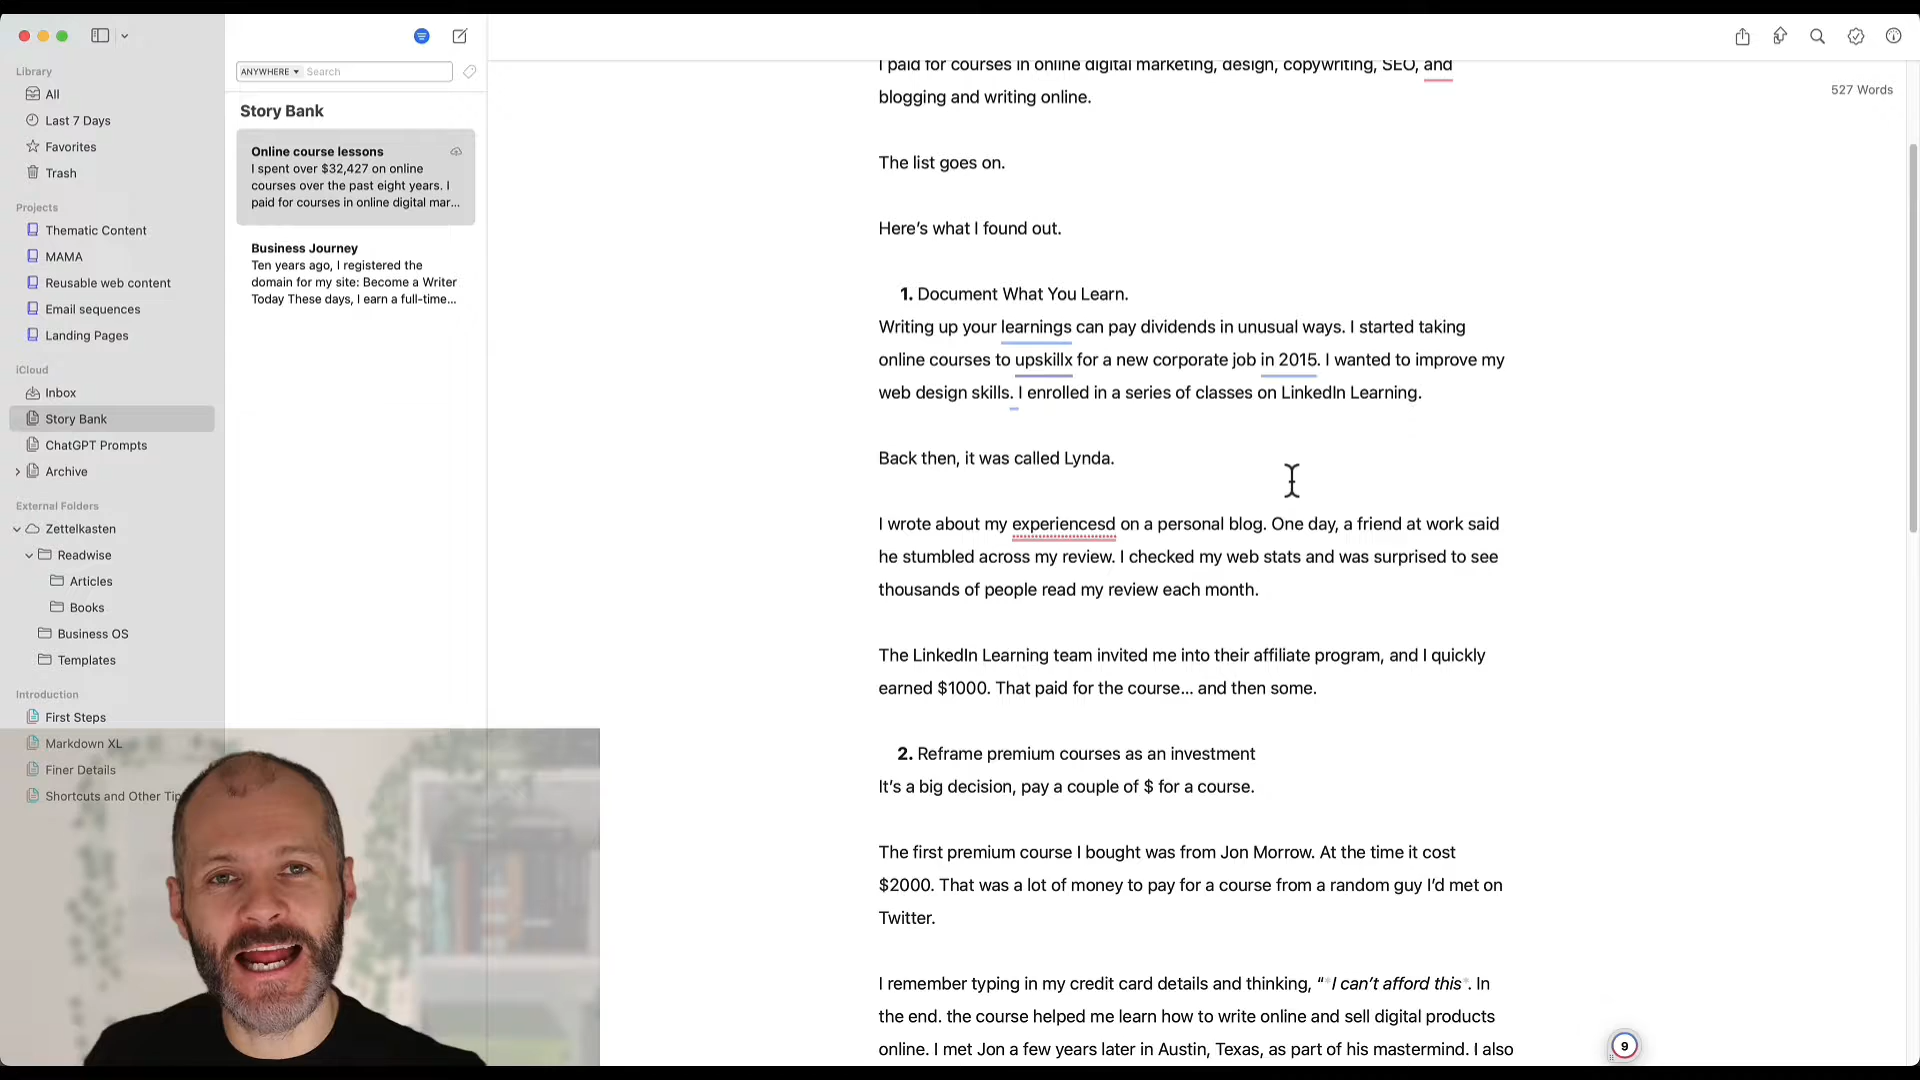 Library
All
Last 7 Days
Favorites
Trash
Projects
Thematic Content
MAMA
Reusable web content
Email sequences
Landing Pages
iCloud
Inbox
Story Bank
ChatGPT Prompts
Archive
External Folders
Zettelkasten
Readwise
Articles
Books
Business OS
Templates
Introduction
First Steps
Markdown XL
Finer Details
Shortcuts and Other Tip
ANYWHERE
Search
Story Bank
Online course lessons
I spent over $32,427 on online
courses over the past eight years. I
paid for courses in online digital mar...
Business Journey
Ten years ago, I registered the
domain for my site: Become a Writer
Today These days, I earn a full-time...
527 Words
I paid for courses in online digital marketing, design, copywriting, SEO, and
blogging and writing online.
The list goes on.
Here’s what I found out.
1. Document What You Learn.
Writing up your learnings can pay dividends in unusual ways. I started taking
online courses to upskillx for a new corporate job in 2015. I wanted to improve my
web design skills. I enrolled in a series of classes on LinkedIn Learning.
Back then, it was called Lynda.
I wrote about my experiencesd on a personal blog. One day, a friend at work said
he stumbled across my review. I checked my web stats and was surprised to see
thousands of people read my review each month.
The LinkedIn Learning team invited me into their affiliate program, and I quickly
earned $1000. That paid for the course... and then some.
2. Reframe premium courses as an investment
It’s a big decision, pay a couple of $ for a course.
The first premium course I bought was from Jon Morrow. At the time it cost
$2000. That was a lot of money to pay for a course from a random guy I’d met on
Twitter.
I remember typing in my credit card details and thinking, “*I can’t afford this*. In
the end. the course helped me learn how to write online and sell digital products
online. I met Jon a few years later in Austin, Texas, as part of his mastermind. I also
9